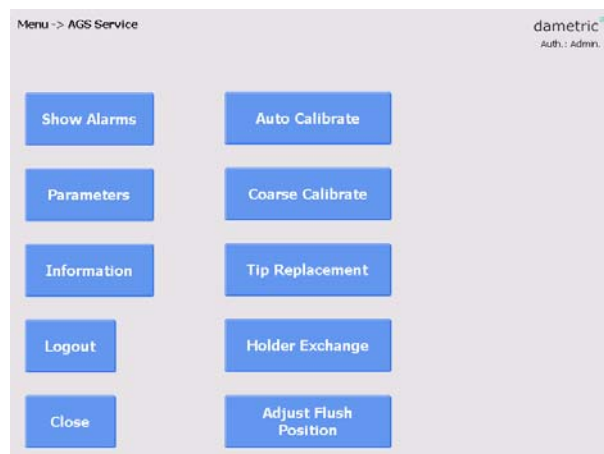 Menu -> AGS Service
dametric
Auth.: Admin.
Show Alarms
Auto Calibrate
Parameters
Coarse Calibrate
Information
Tip Replacement
Logout
Holder Exchange
Close
Adjust Flush
Position